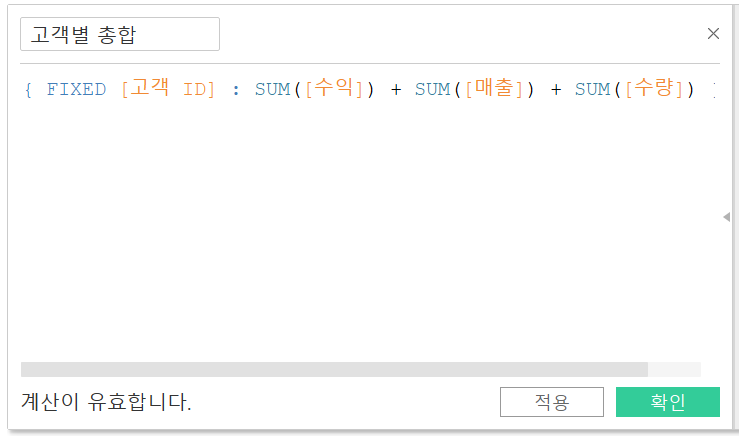 고객별 총합
{ FIXED [고객 ID] : SUM([수익]) + SUM([매출]) + SUM([수량]) }
계산이 유효합니다.
적용
확인